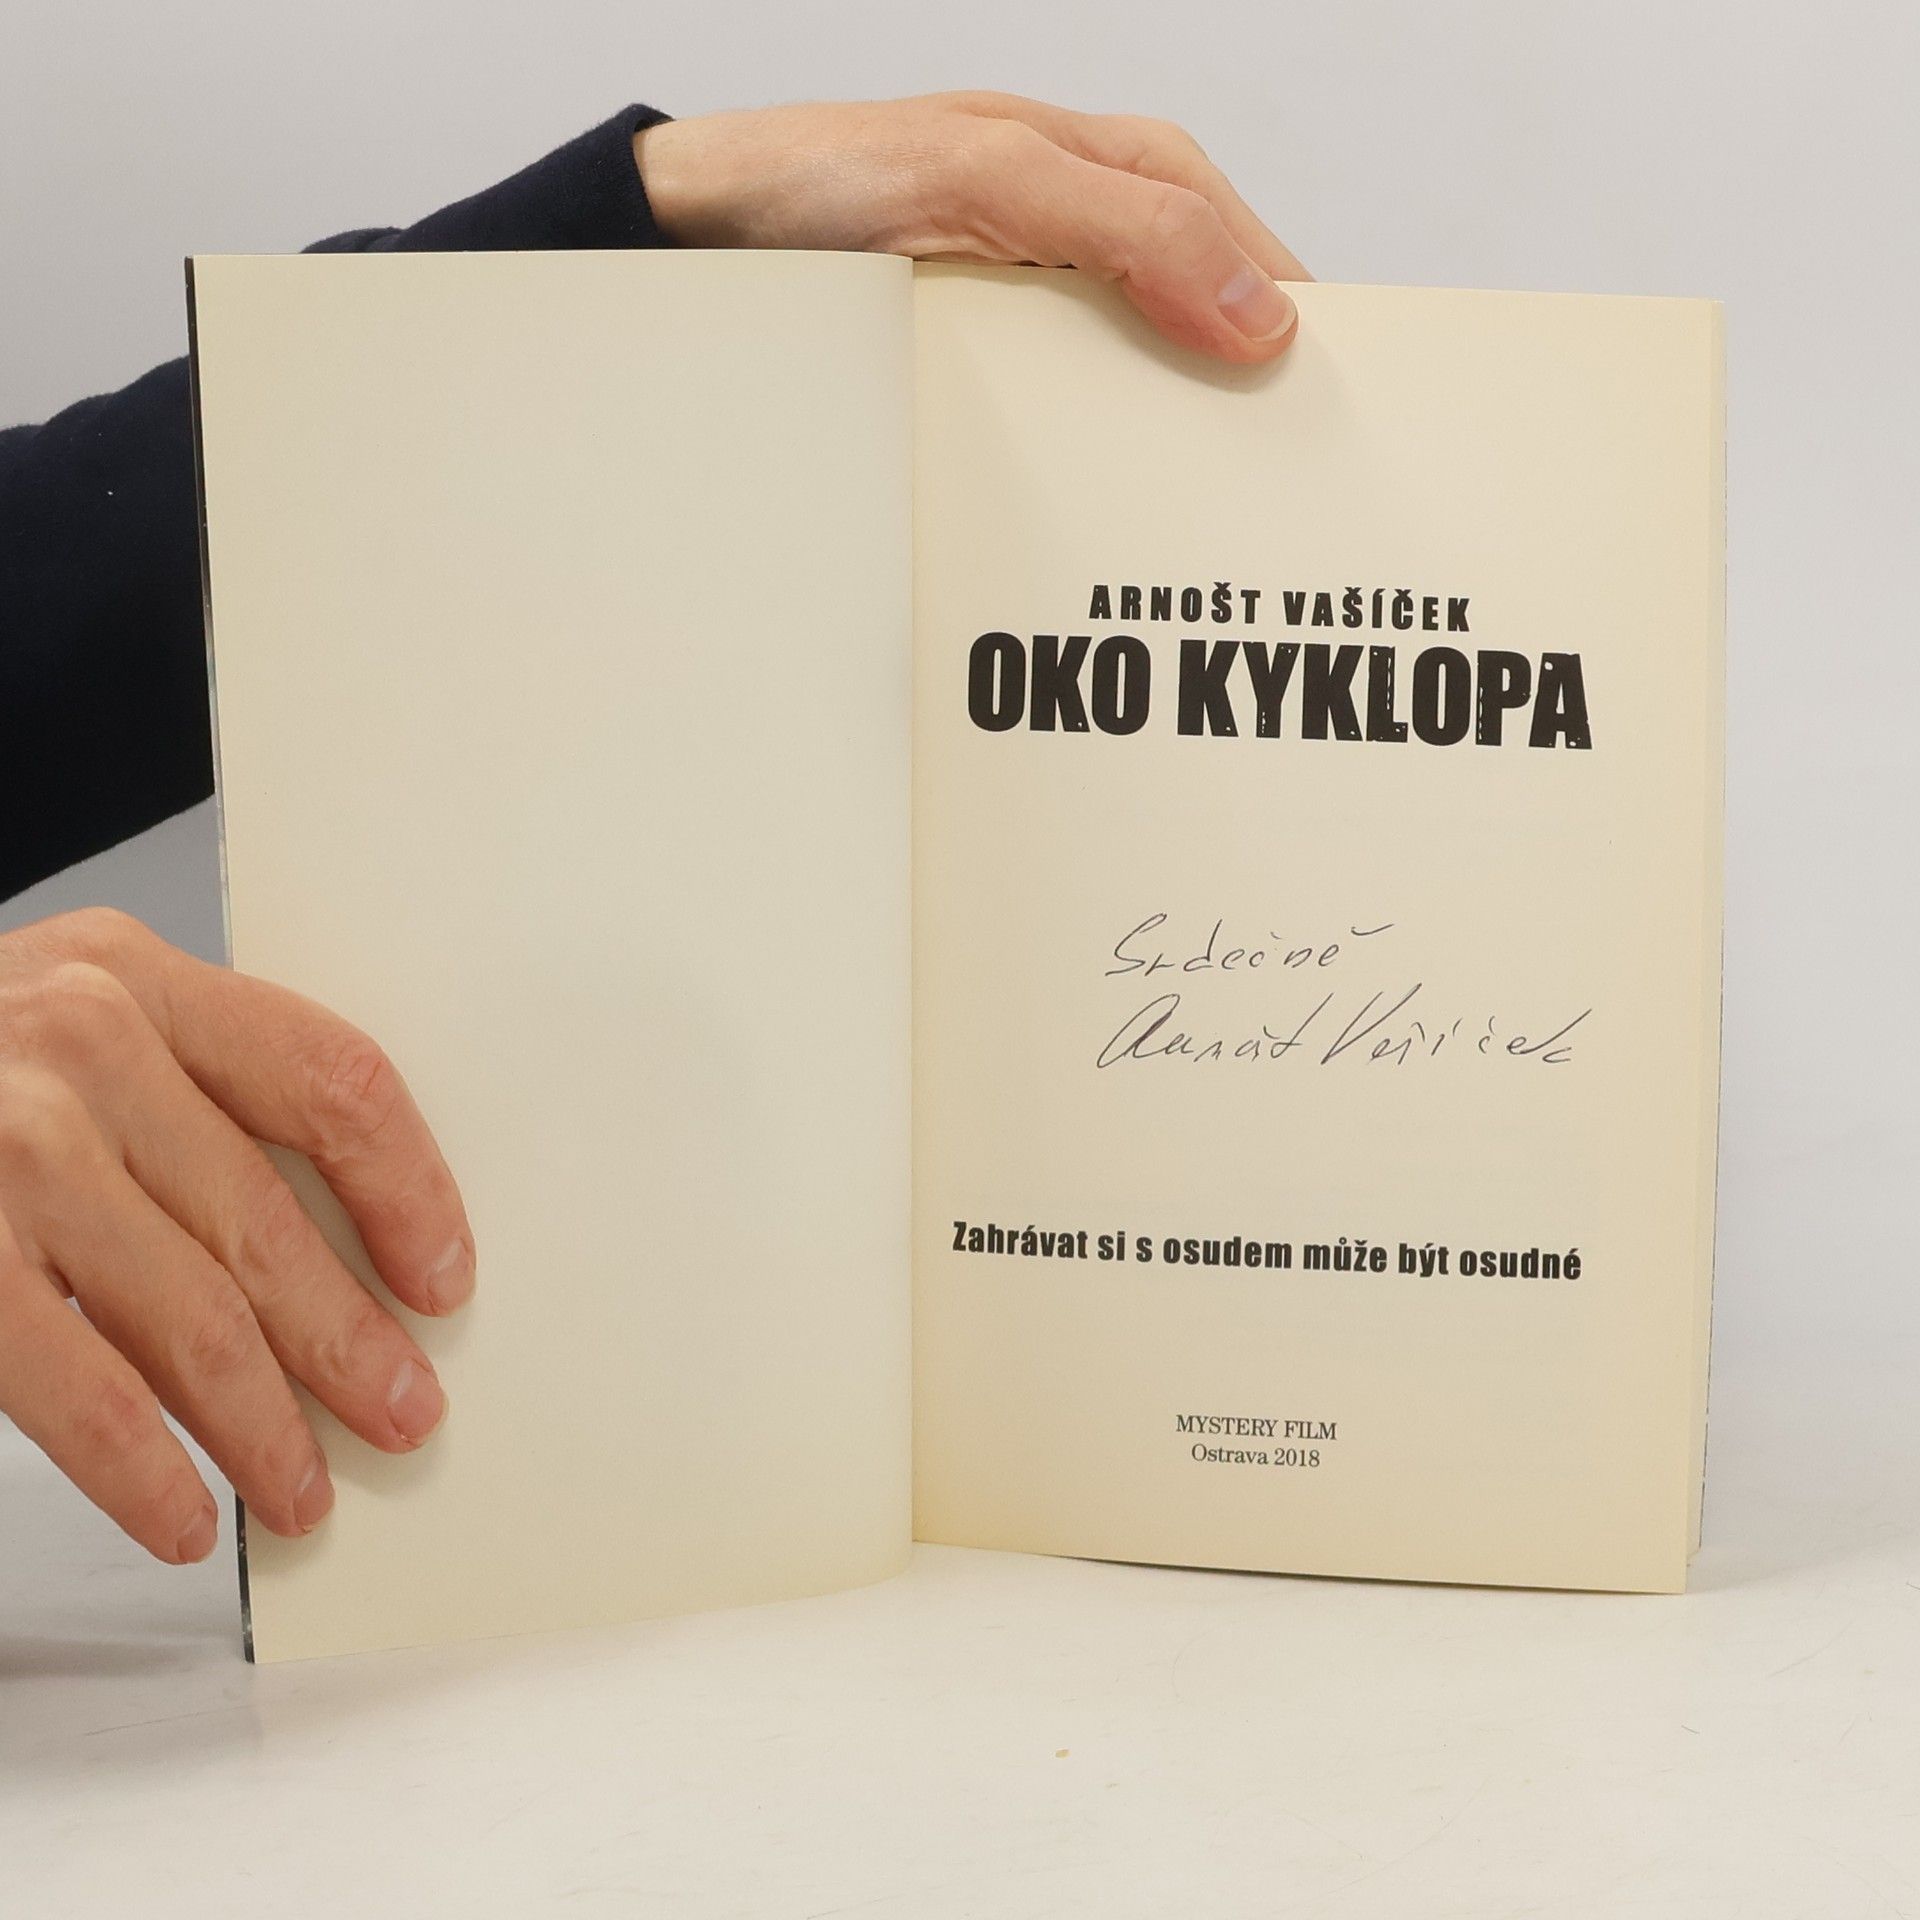 ARNOŠT VAŠÍČEK
OKO KYKLOPA
Srdečně
Arnošt Vašíček
Zahrávat si s osudem může být osudné
MYSTERY FILM
Ostrava 2018